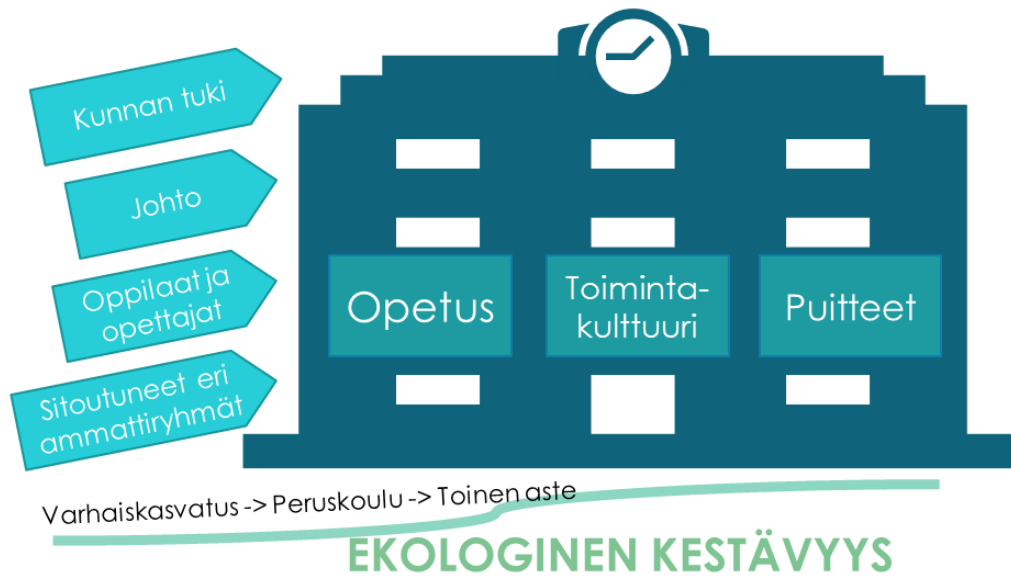 Kunnan tuki
Johto
Oppilaat ja
opettajat
Sitoutuneet eri
ammattiryhmät
Opetus
Toiminta-
kulttuuri
Puitteet
Varhaiskasvatus -> Peruskoulu -> Toinen aste
EKOLOGINEN KESTÄVYYS